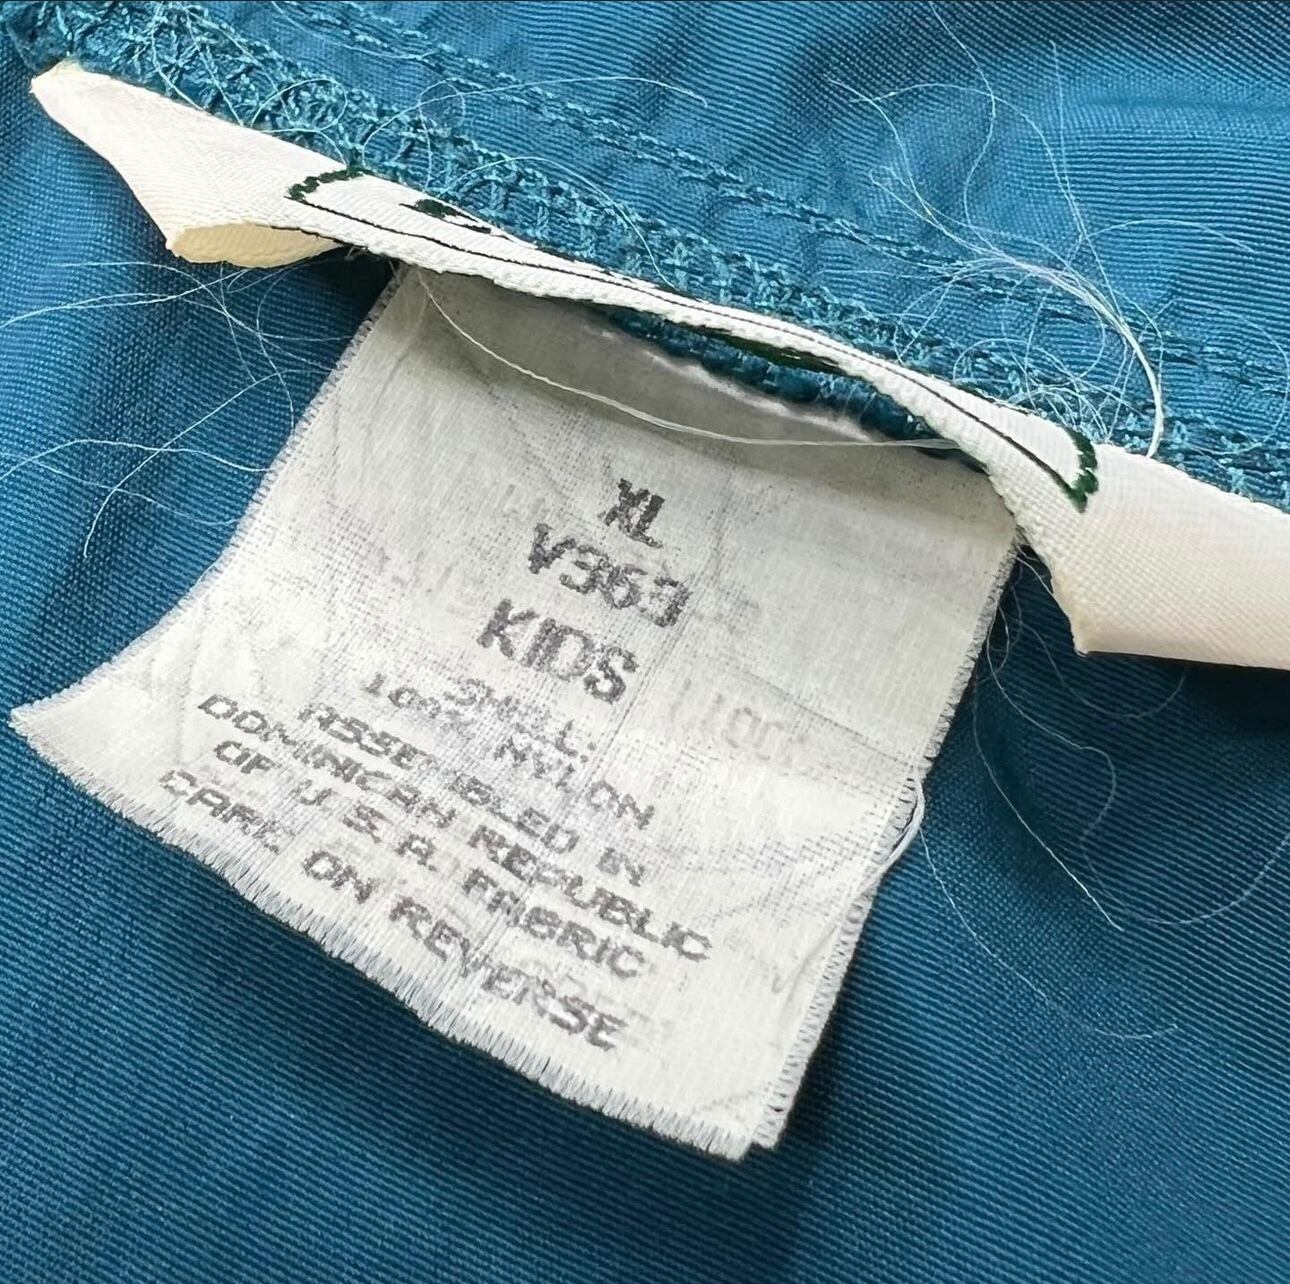 XL
V363
KIDS
SHELL:
100% NYLON
ASSEMBLED IN
DOMINICAN REPUBLIC
OF U.S.A. FABRIC
CARE ON REVERSE